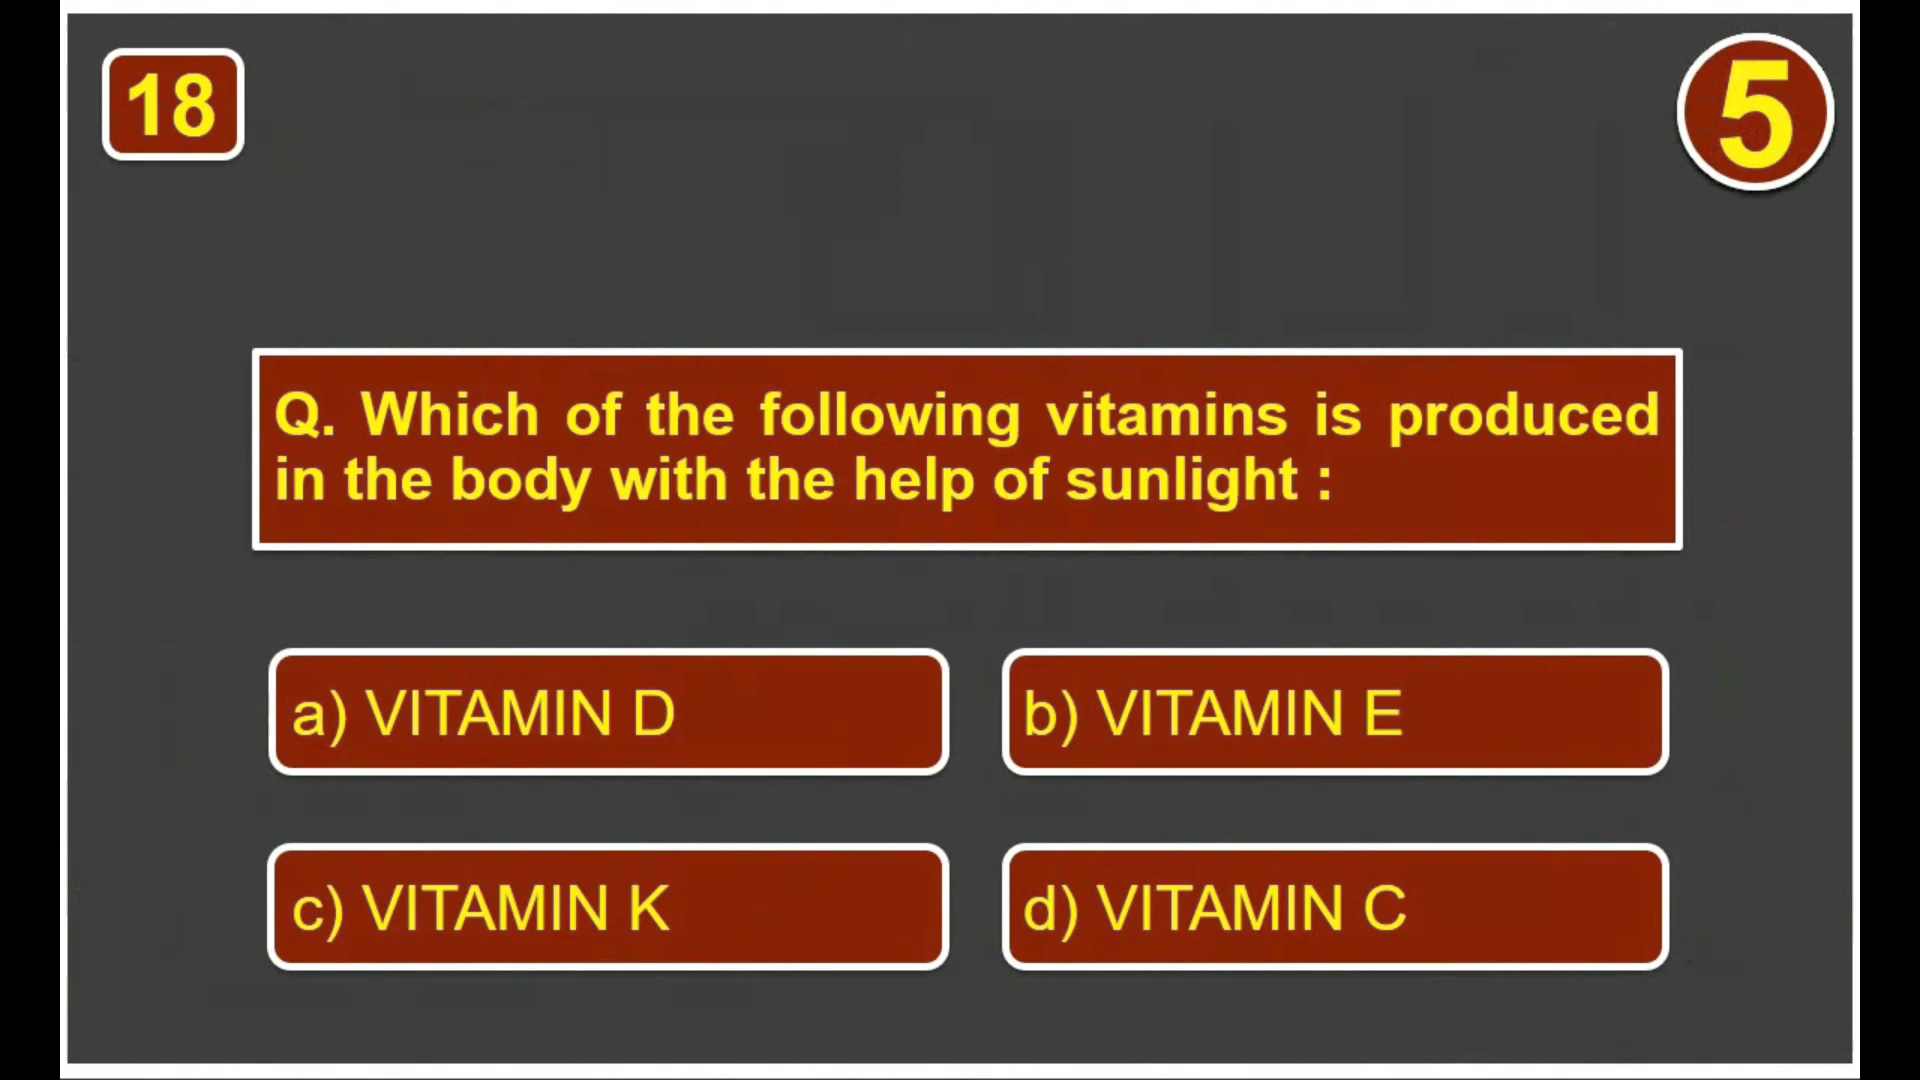 18
5
Q. Which of the following vitamins is produced
in the body with the help of sunlight :
a) VITAMIN D
b) VITAMIN E
c) VITAMIN K
d) VITAMIN C